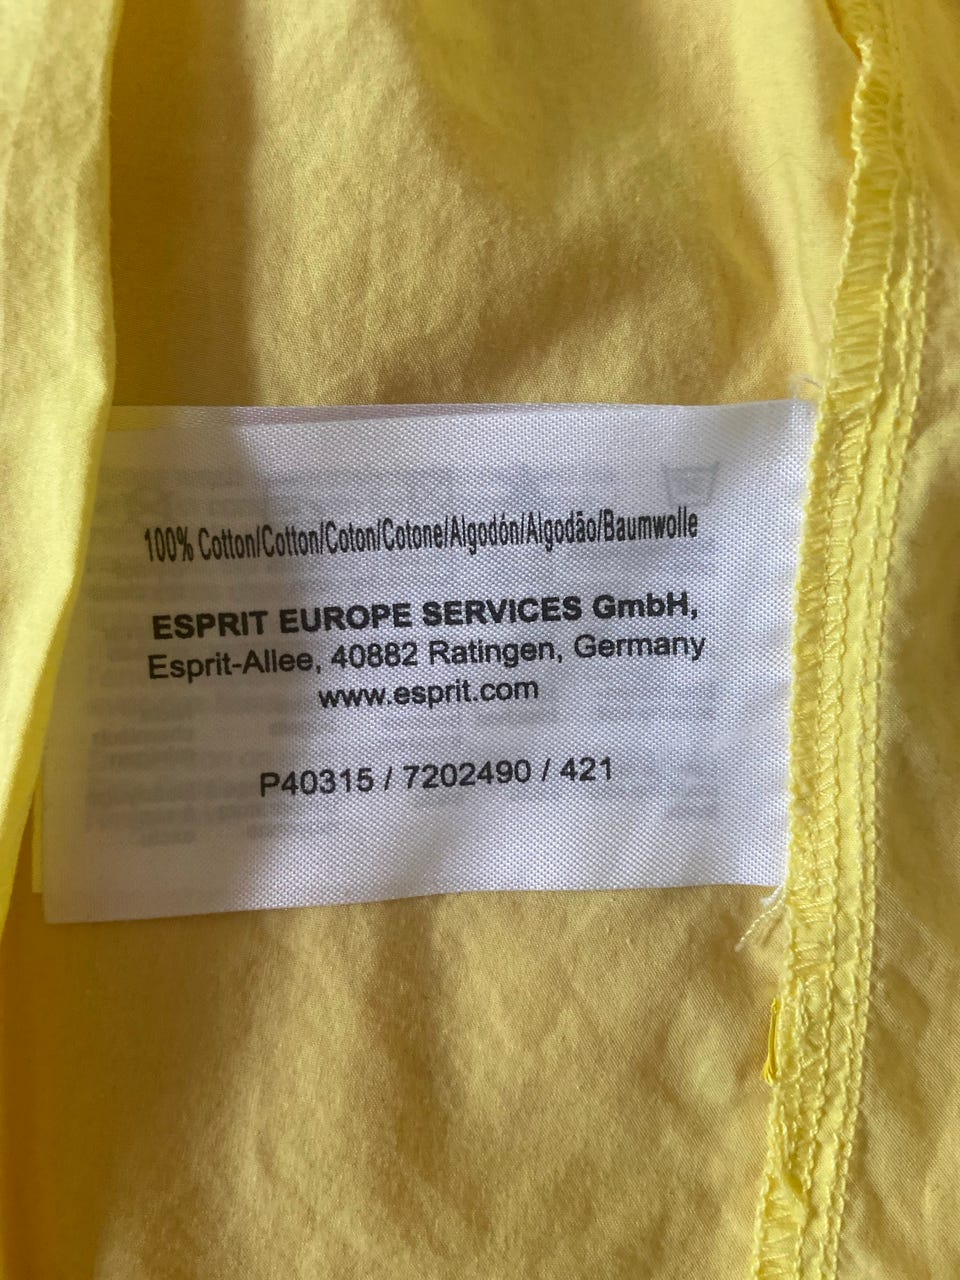 100% Cotton/Cotton/Coton/Cotone/Algodón/Algodão/Baumwolle
ESPRIT EUROPE SERVICES GmbH,
Esprit-Allee, 40882 Ratingen, Germany
www.esprit.com
P40315 / 7202490 / 421